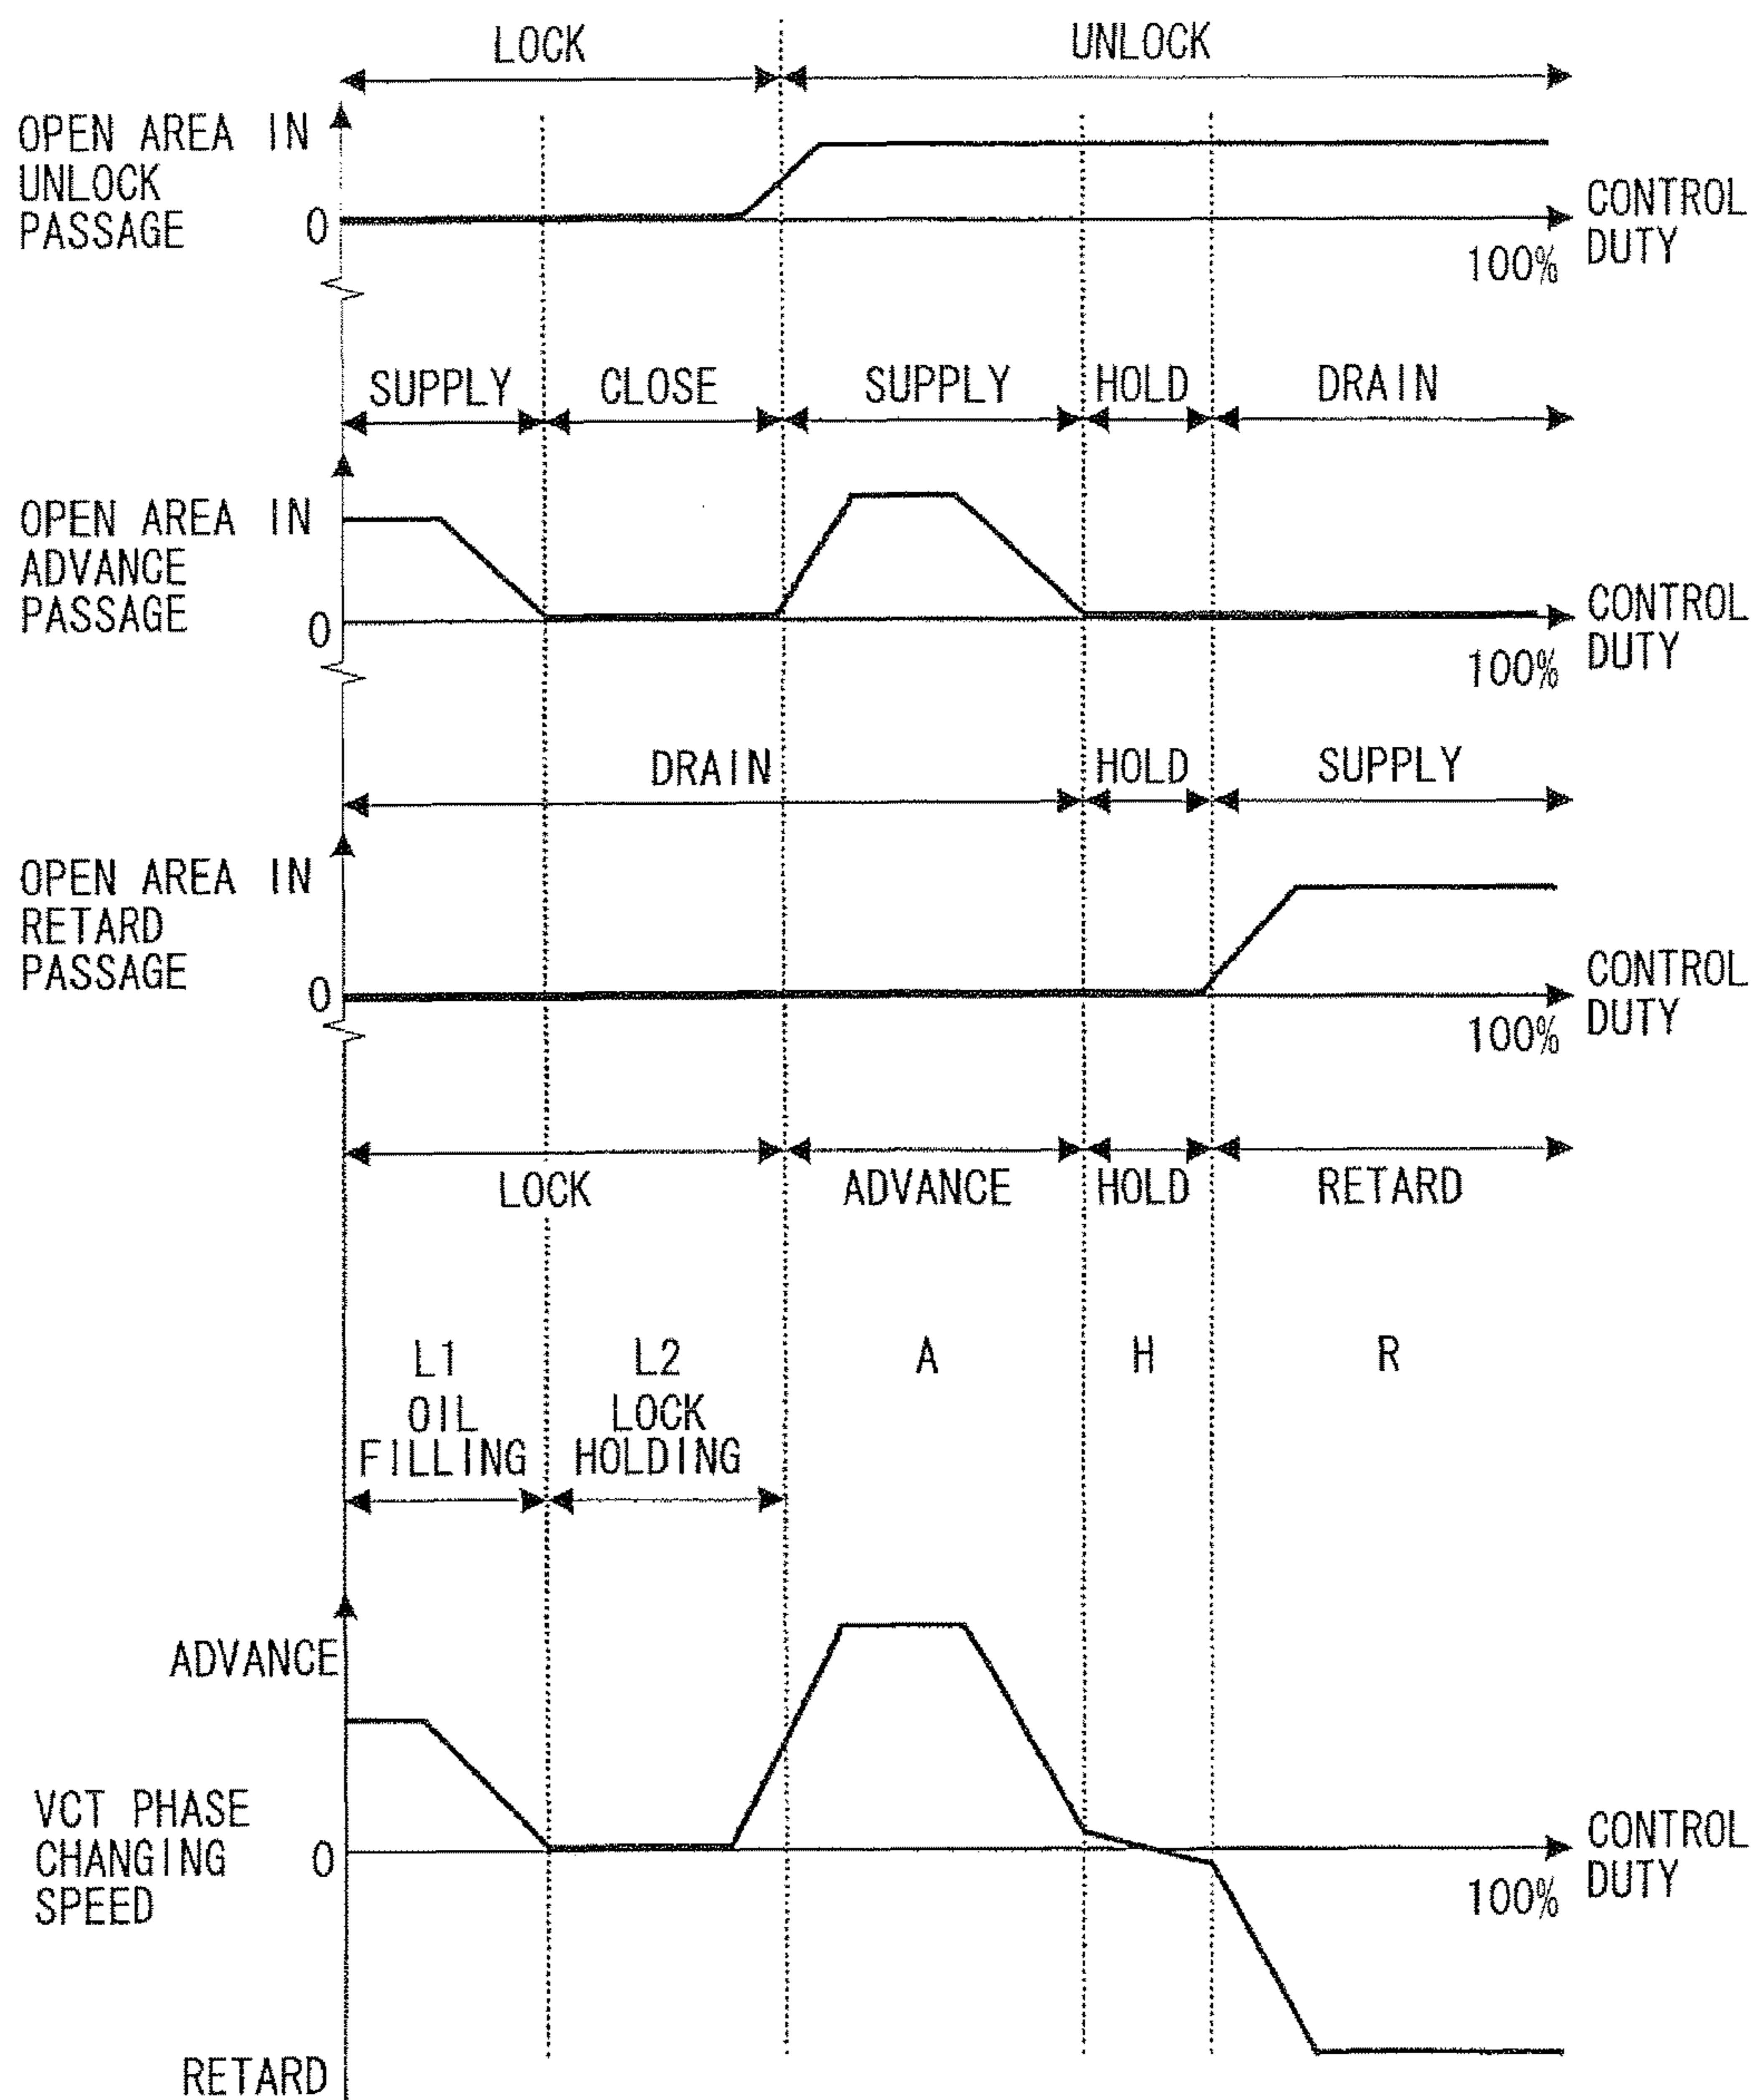 LOCK
UNLOCK
OPEN AREA IN
UNLOCK
PASSAGE
0
CONTROL
DUTY
100%
SUPPLY
CLOSE
SUPPLY
HOLD
DRAIN
OPEN AREA IN
ADVANCE
PASSAGE
0
CONTROL
DUTY
100%
DRAIN
HOLD
SUPPLY
OPEN AREA IN
RETARD
PASSAGE
0
CONTROL
DUTY
100%
LOCK
ADVANCE
HOLD
RETARD
L1
OIL
FILLING
L2
LOCK
HOLDING
A
H
R
ADVANCE
VCT PHASE
CHANGING
SPEED
0
CONTROL
DUTY
100%
RETARD